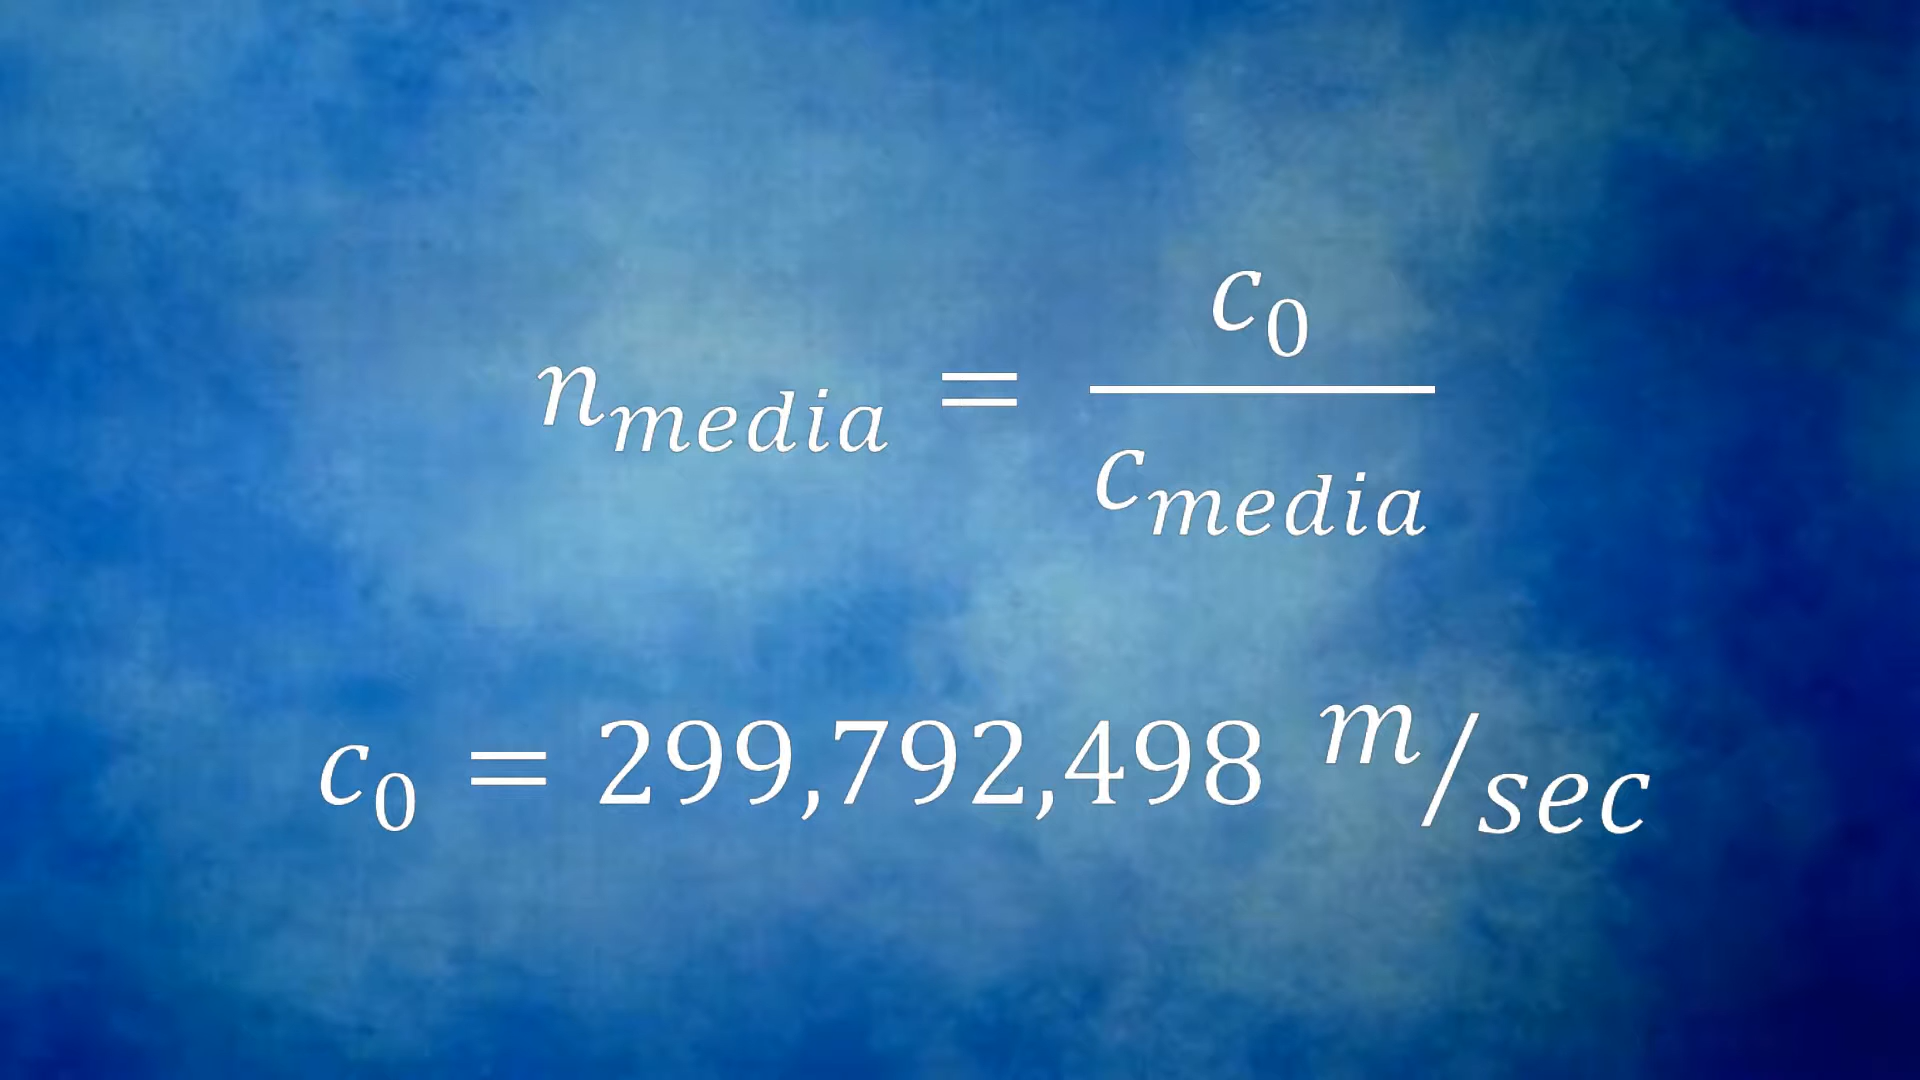 n_media = c_0 / c_media
c_0 = 299,792,498 m/sec